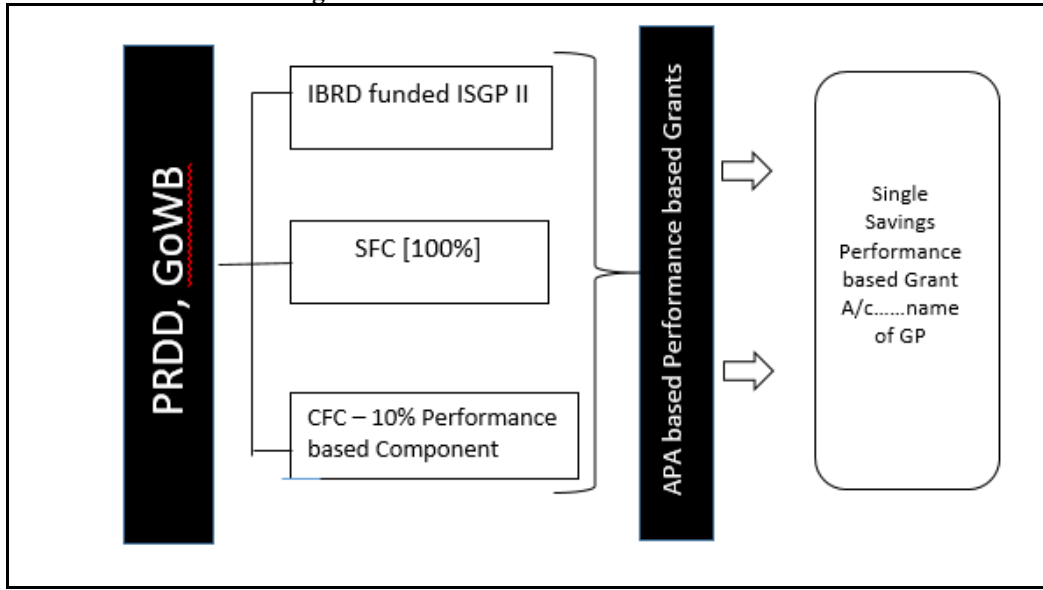 PRDD, GoWB
IBRD funded ISGP II
SFC [100%]
CFC – 10% Performance
based Component
APA based Performance based Grants
Single
Savings
Performance
based Grant
A/c......name
of GP